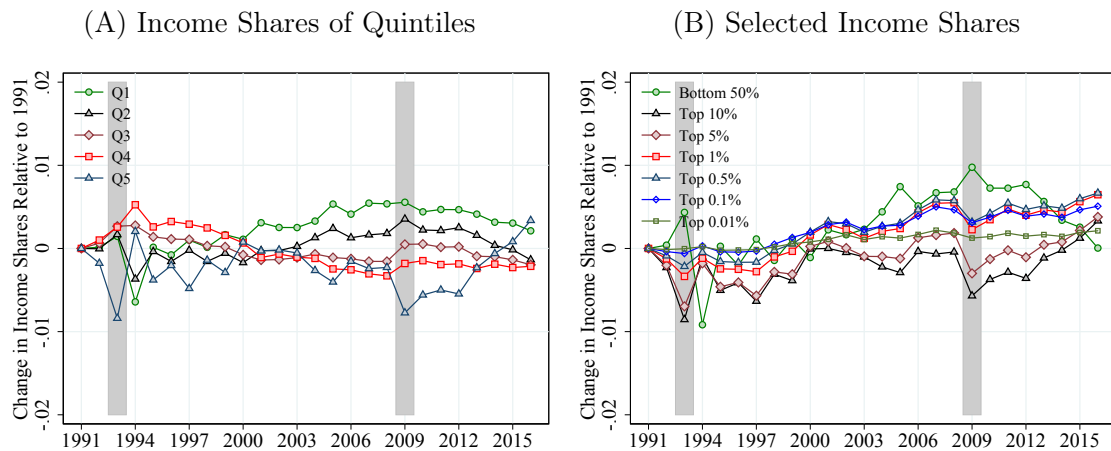 (A) Income Shares of Quintiles
Change in Income Shares Relative to 1991
.02
.01
0
-.01
-.02
Q1
Q2
Q3
Q4
Q5
1991 1994 1997 2000 2003 2006 2009 2012 2015
(B) Selected Income Shares
Change in Income Shares Relative to 1991
.02
.01
0
-.01
-.02
Bottom 50%
Top 10%
Top 5%
Top 1%
Top 0.5%
Top 0.1%
Top 0.01%
1991 1994 1997 2000 2003 2006 2009 2012 2015